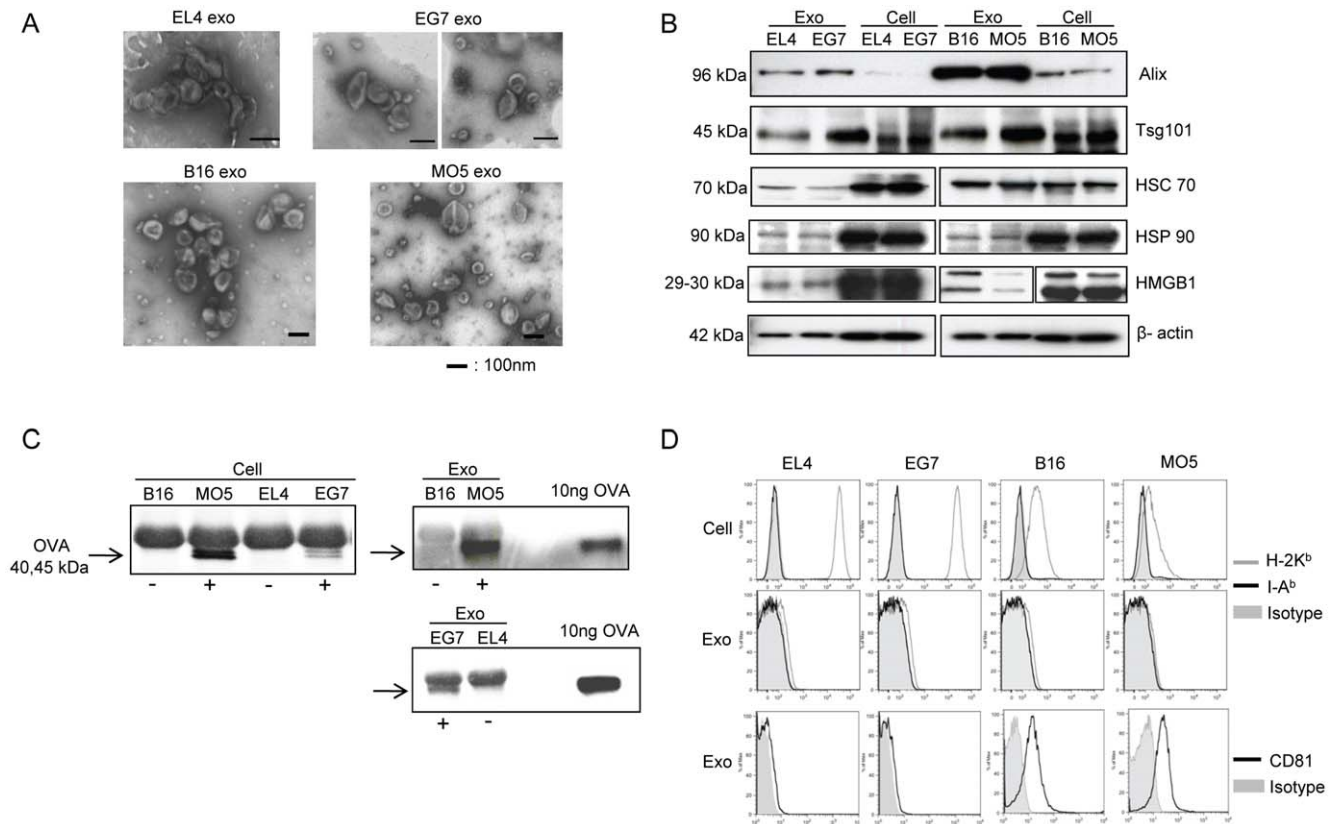 A
EL4 exo
EG7 exo
B16 exo
MO5 exo
: 100nm
B
Exo Cell Exo Cell
EL4 EG7 EL4 EG7 B16 MO5 B16 MO5
96 kDa Alix
45 kDa Tsg101
70 kDa HSC 70
90 kDa HSP 90
29-30 kDa HMGB1
42 kDa β- actin
C
Cell
B16 MO5 EL4 EG7
OVA
40,45 kDa
- + - +
Exo
B16 MO5 10ng OVA
- +
Exo
EG7 EL4 10ng OVA
+ -
D
EL4 EG7 B16 MO5
Cell
Exo
Exo
H-2Kᵇ
I-Aᵇ
Isotype
CD81
Isotype